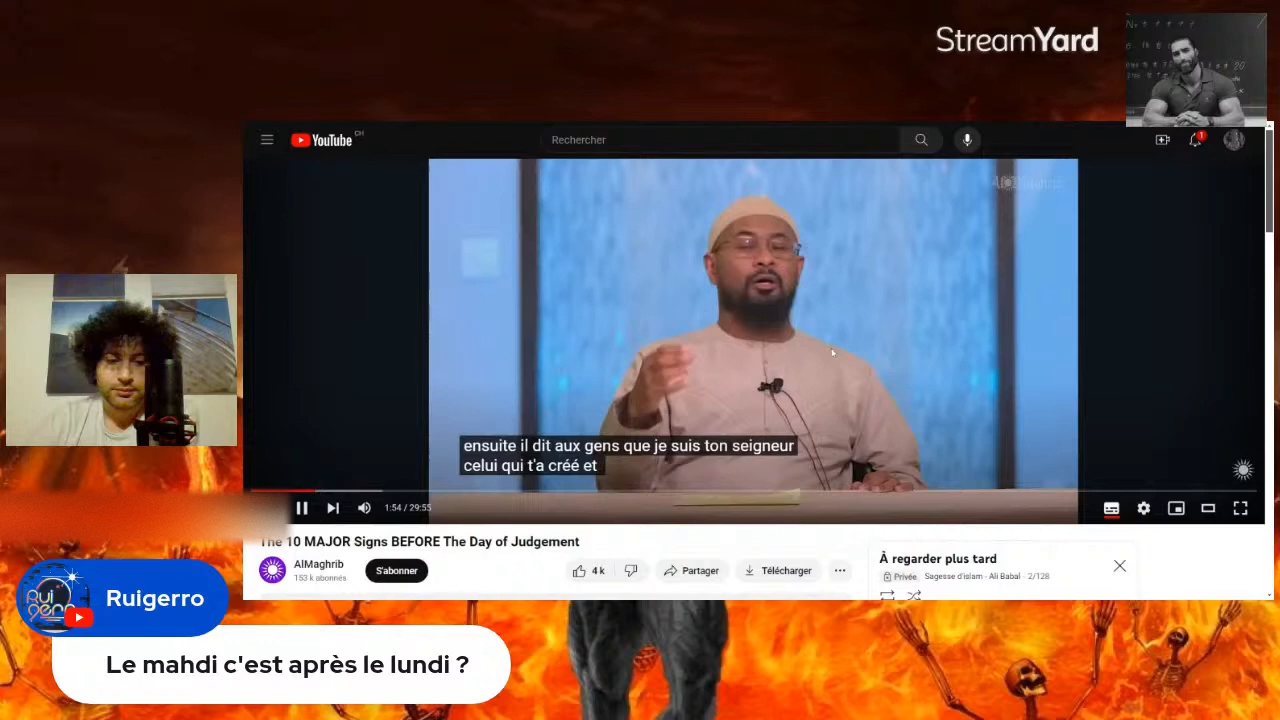 StreamYard
YouTube CH
Rechercher
1
ensuite il dit aux gens que je suis ton seigneur
celui qui t'a créé et
1:54 / 29:55
The 10 MAJOR Signs BEFORE The Day of Judgement
AlMaghrib
153 k abonnés
S'abonner
4 k
Partager
Télécharger
À regarder plus tard
Privée
Sagesse d'islam - Ali Babal - 2/128
Ruigerro
Le mahdi c'est après le lundi ?